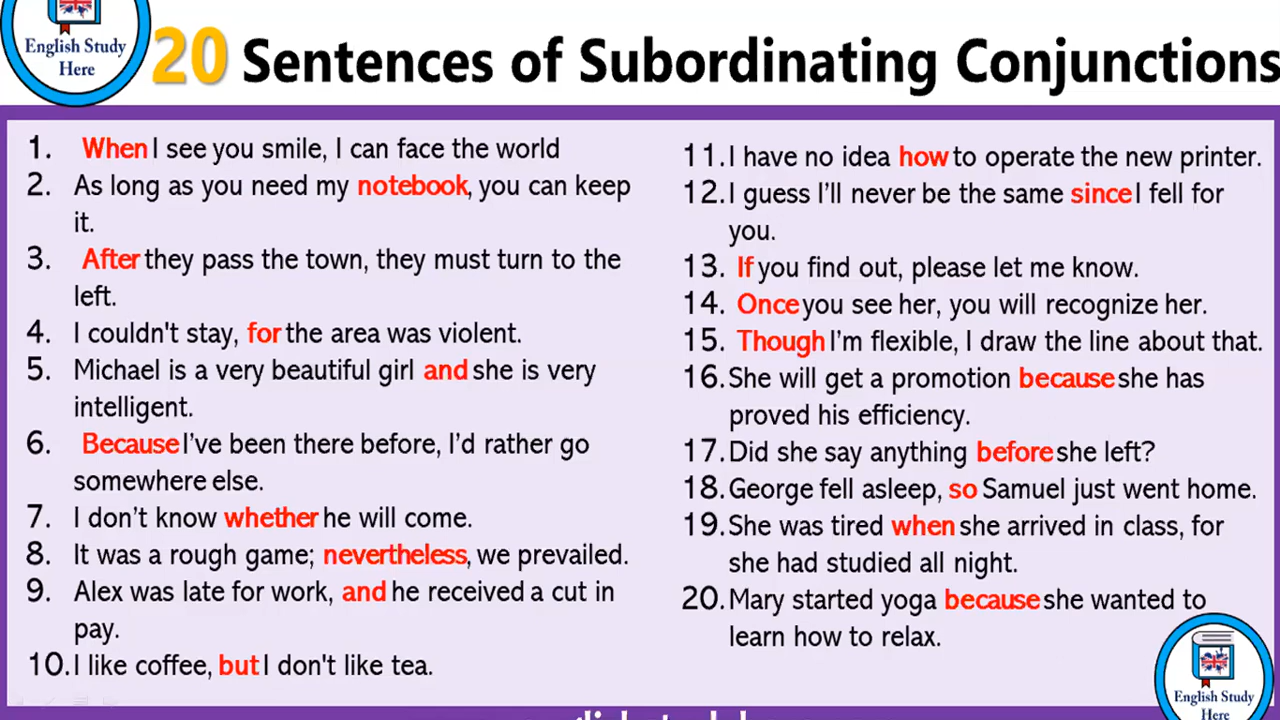 English Study
Here
20 Sentences of Subordinating Conjunctions
1. When I see you smile, I can face the world
2. As long as you need my notebook, you can keep
it.
3. After they pass the town, they must turn to the
left.
4. I couldn't stay, for the area was violent.
5. Michael is a very beautiful girl and she is very
intelligent.
6. Because I’ve been there before, I’d rather go
somewhere else.
7. I don’t know whether he will come.
8. It was a rough game; nevertheless, we prevailed.
9. Alex was late for work, and he received a cut in
pay.
10. I like coffee, but I don't like tea.
11. I have no idea how to operate the new printer.
12. I guess I’ll never be the same since I fell for
you.
13. If you find out, please let me know.
14. Once you see her, you will recognize her.
15. Though I’m flexible, I draw the line about that.
16. She will get a promotion because she has
proved his efficiency.
17. Did she say anything before she left?
18. George fell asleep, so Samuel just went home.
19. She was tired when she arrived in class, for
she had studied all night.
20. Mary started yoga because she wanted to
learn how to relax.
English Study
Here